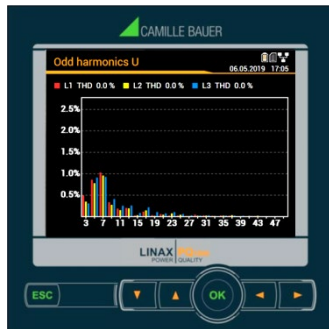 CAMILLE BAUER
Odd harmonics U
06.05.2019 17:05
L1 THD 0.0 % L2 THD 0.0 % L3 THD 0.0 %
2.5%
2.0%
1.5%
1.0%
0.5%
3 7 11 15 19 23 27 31 35 39 43 47
LINAX
POWER QUALITY
ESC
OK